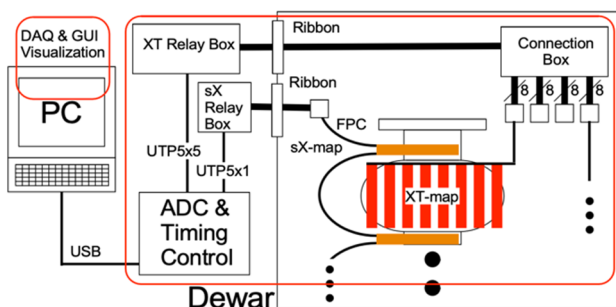 DAQ & GUI
Visualization
PC
USB
XT Relay Box
sX
Relay
Box
UTP5x5
UTP5x1
ADC &
Timing
Control
Dewar
Ribbon
Ribbon
FPC
sX-map
XT-map
Connection
Box
8 8 8 8